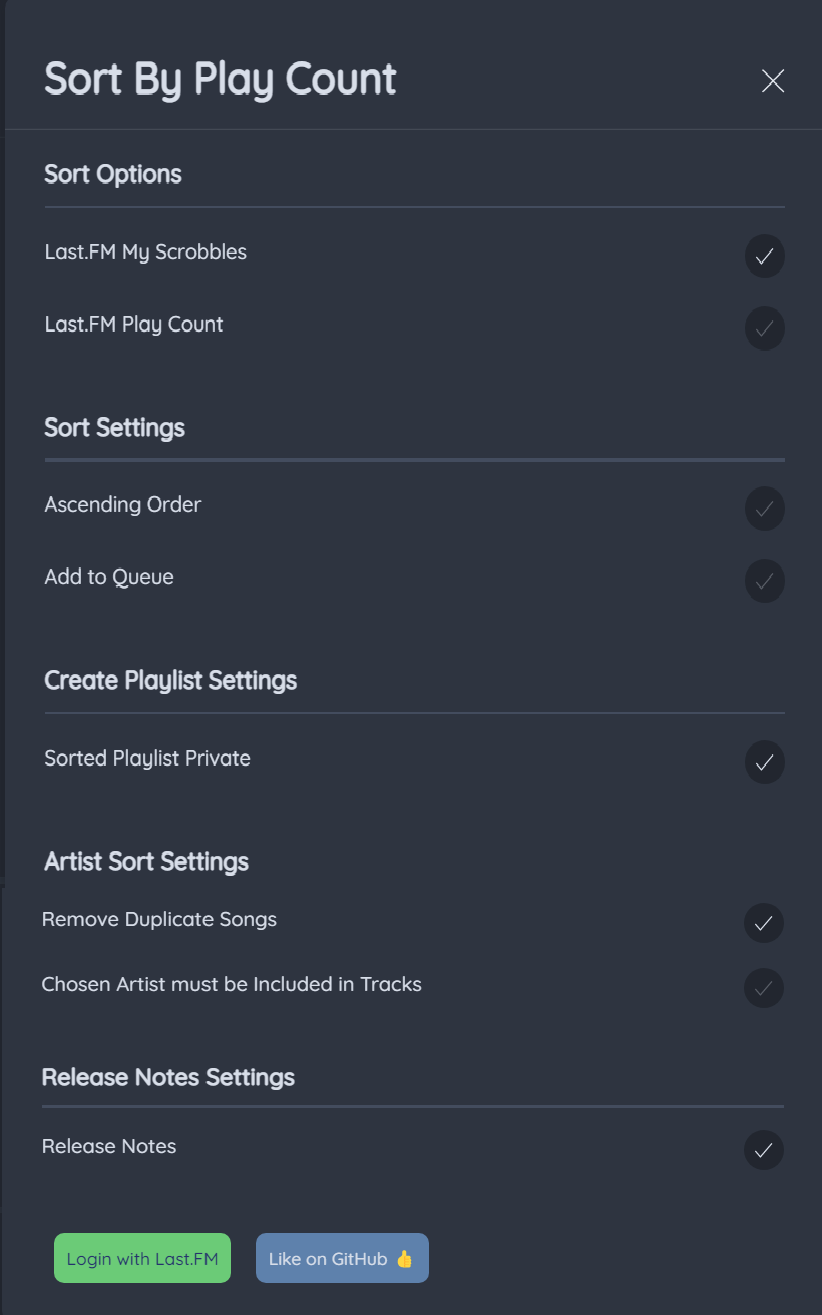 Sort By Play Count
Sort Options
Last.FM My Scrobbles
Last.FM Play Count
Sort Settings
Ascending Order
Add to Queue
Create Playlist Settings
Sorted Playlist Private
Artist Sort Settings
Remove Duplicate Songs
Chosen Artist must be Included in Tracks
Release Notes Settings
Release Notes
Login with Last.FM
Like on GitHub 👍